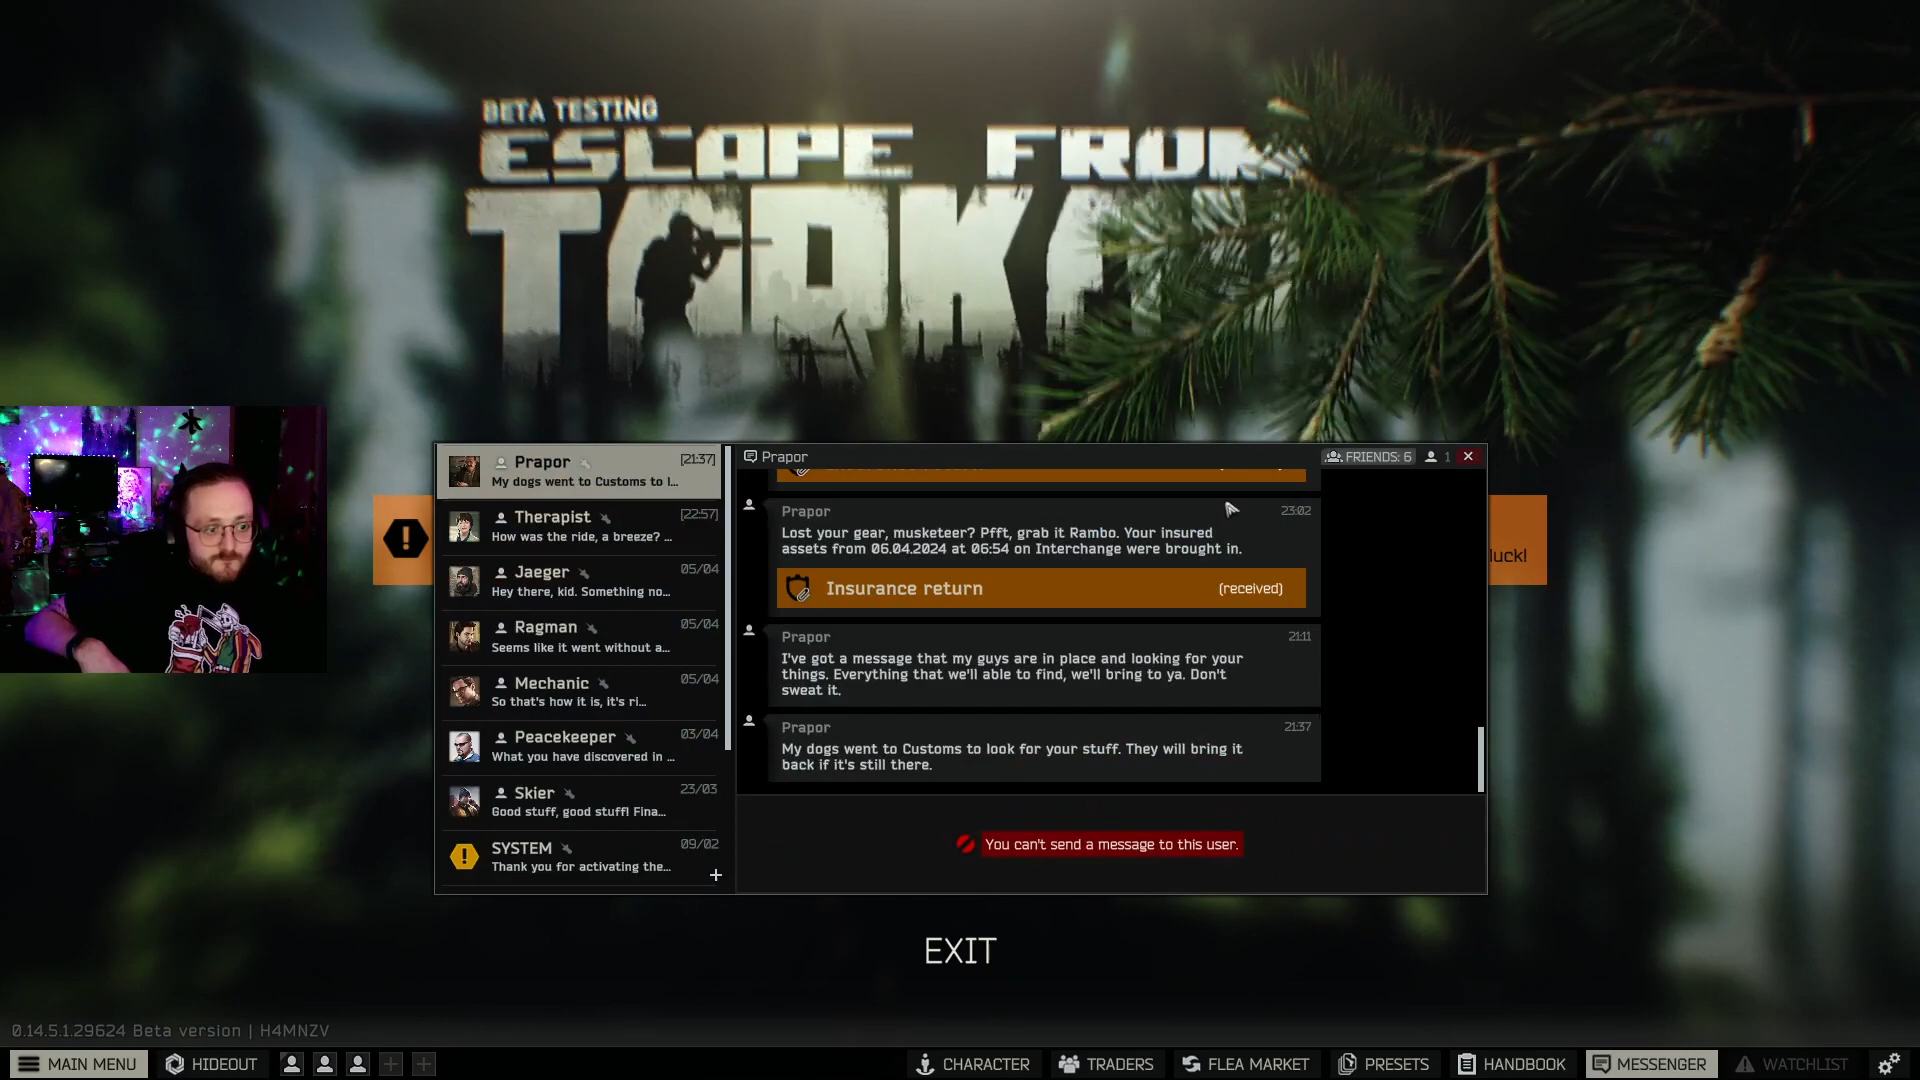 BETA TESTING
ESCAPE FROM
TARKOV
Prapor
[21:37]
My dogs went to Customs to l...
Therapist
[22:57]
How was the ride, a breeze? ...
Jaeger
05/04
Hey there, kid. Something no...
Ragman
05/04
Seems like it went without a...
Mechanic
05/04
So that's how it is, it's ri...
Peacekeeper
03/04
What you have discovered in ...
Skier
23/03
Good stuff, good stuff! Fina...
SYSTEM
09/02
Thank you for activating the...
Prapor
FRIENDS: 6
1
Prapor
23:02
Lost your gear, musketeer? Pfft, grab it Rambo. Your insured
assets from 06.04.2024 at 06:54 on Interchange were brought in.
Insurance return
(received)
Prapor
21:11
I've got a message that my guys are in place and looking for your
things. Everything that we'll able to find, we'll bring to ya. Don't
sweat it.
Prapor
21:37
My dogs went to Customs to look for your stuff. They will bring it
back if it's still there.
You can't send a message to this user.
luck!
EXIT
0.14.5.1.29624 Beta version | H4MNZV
MAIN MENU
HIDEOUT
CHARACTER
TRADERS
FLEA MARKET
PRESETS
HANDBOOK
MESSENGER
WATCHLIST